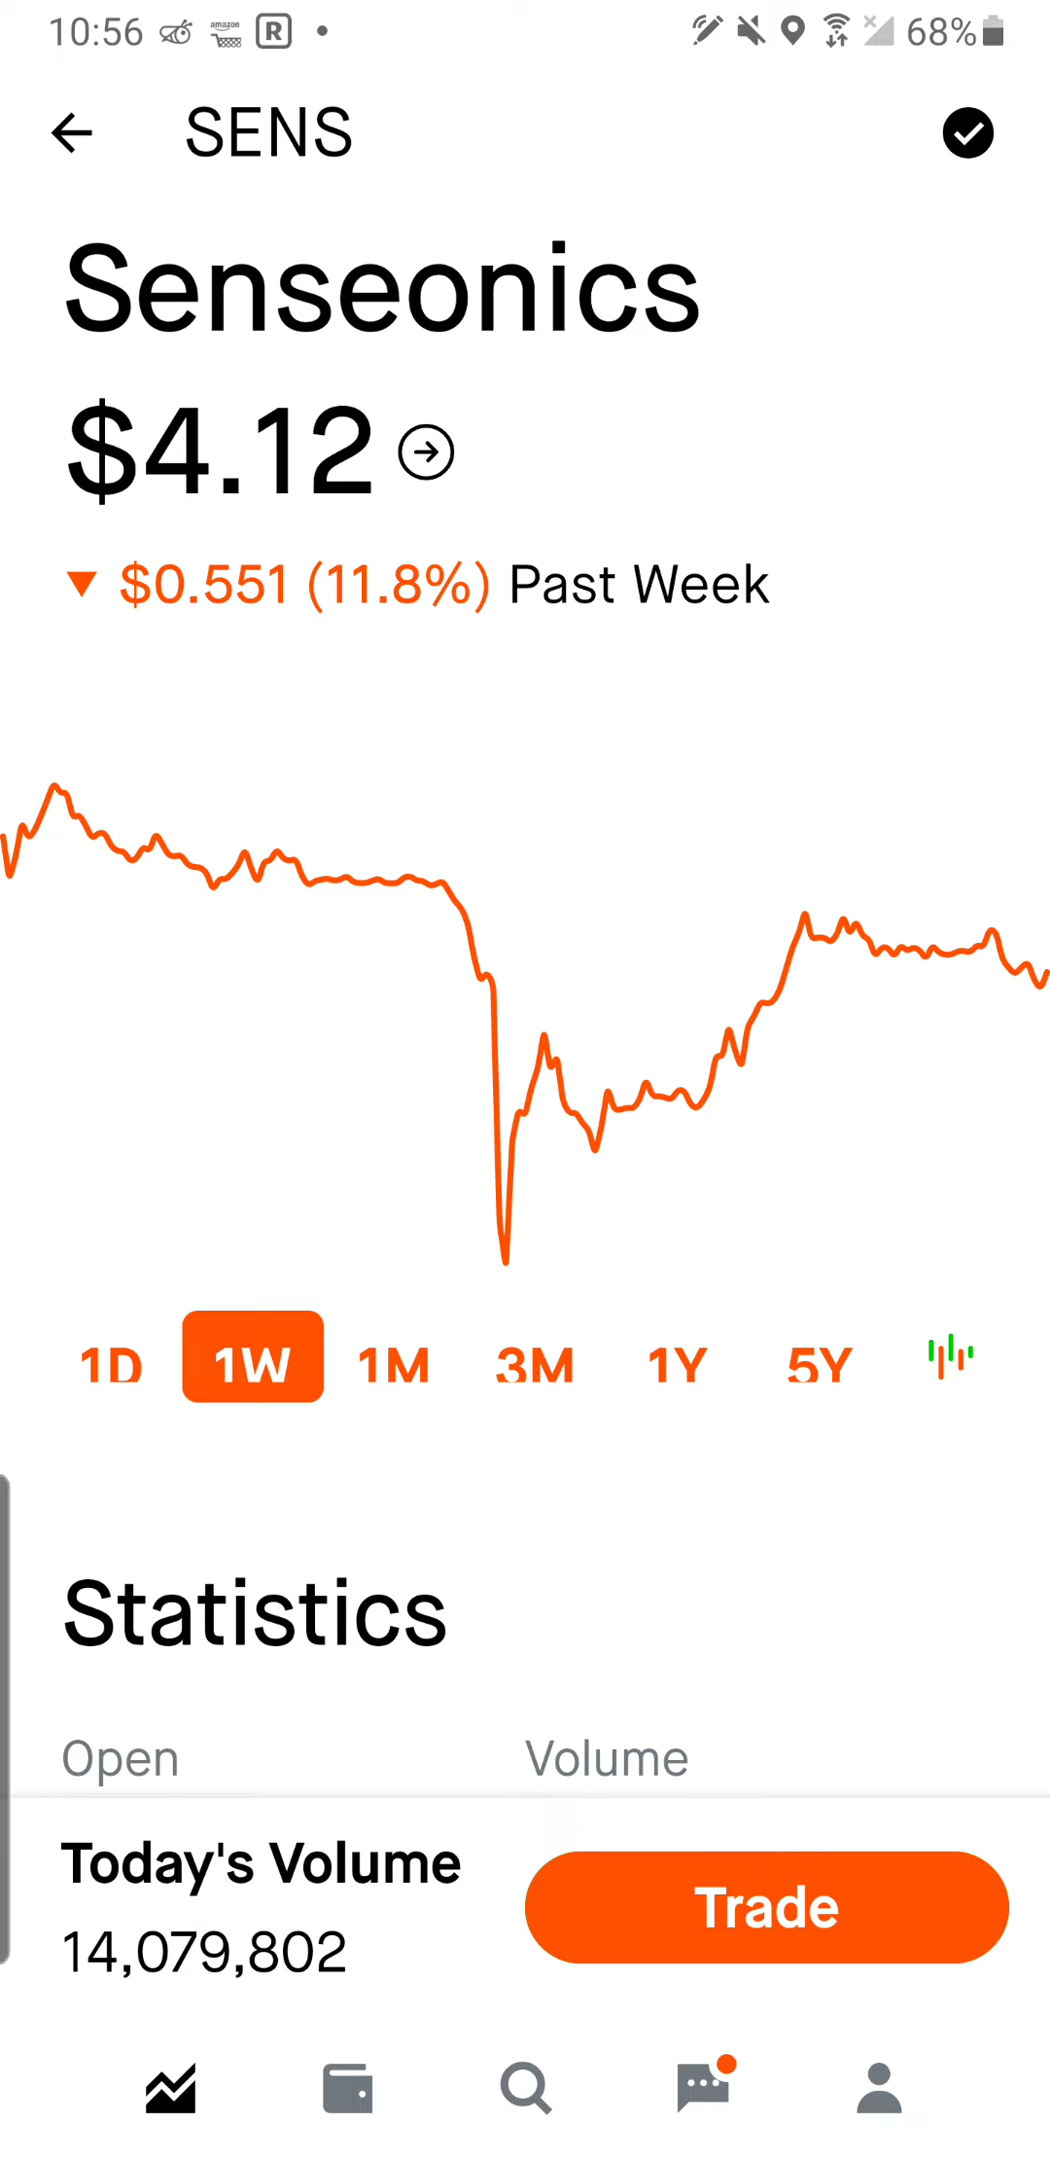 10:56 amazon R 68%
SENS
Senseonics
$4.12
$0.551 (11.8%) Past Week
1D 1W 1M 3M 1Y 5Y
Statistics
Open Volume
Today's Volume
14,079,802
Trade